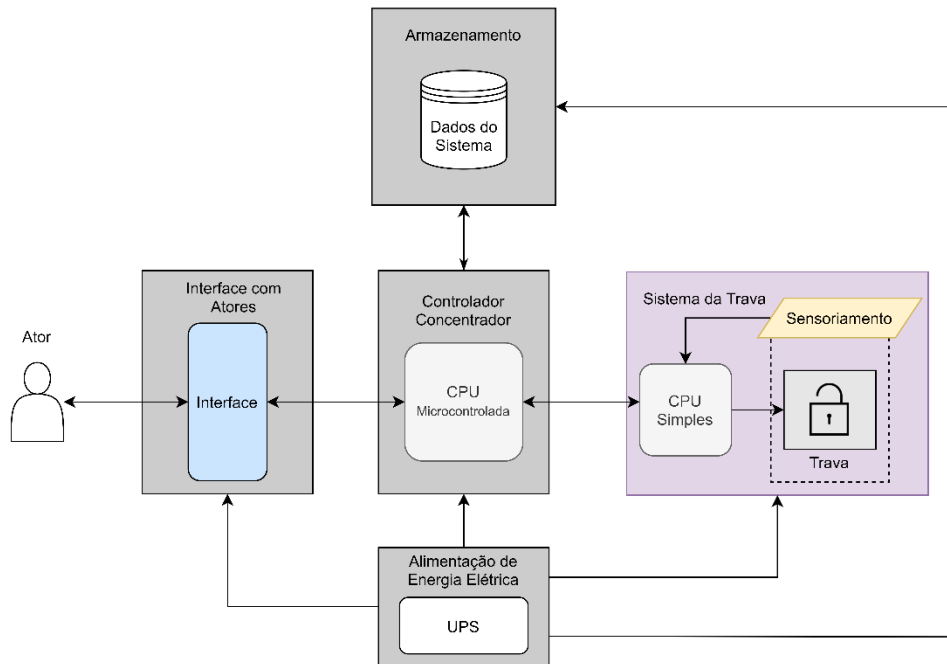 Armazenamento
Dados do
Sistema
Interface com
Atores
Controlador
Concentrador
Sistema da Trava
Sensoriamento
Ator
Interface
CPU
Microcontrolada
CPU
Simples
Trava
Alimentação de
Energia Elétrica
UPS